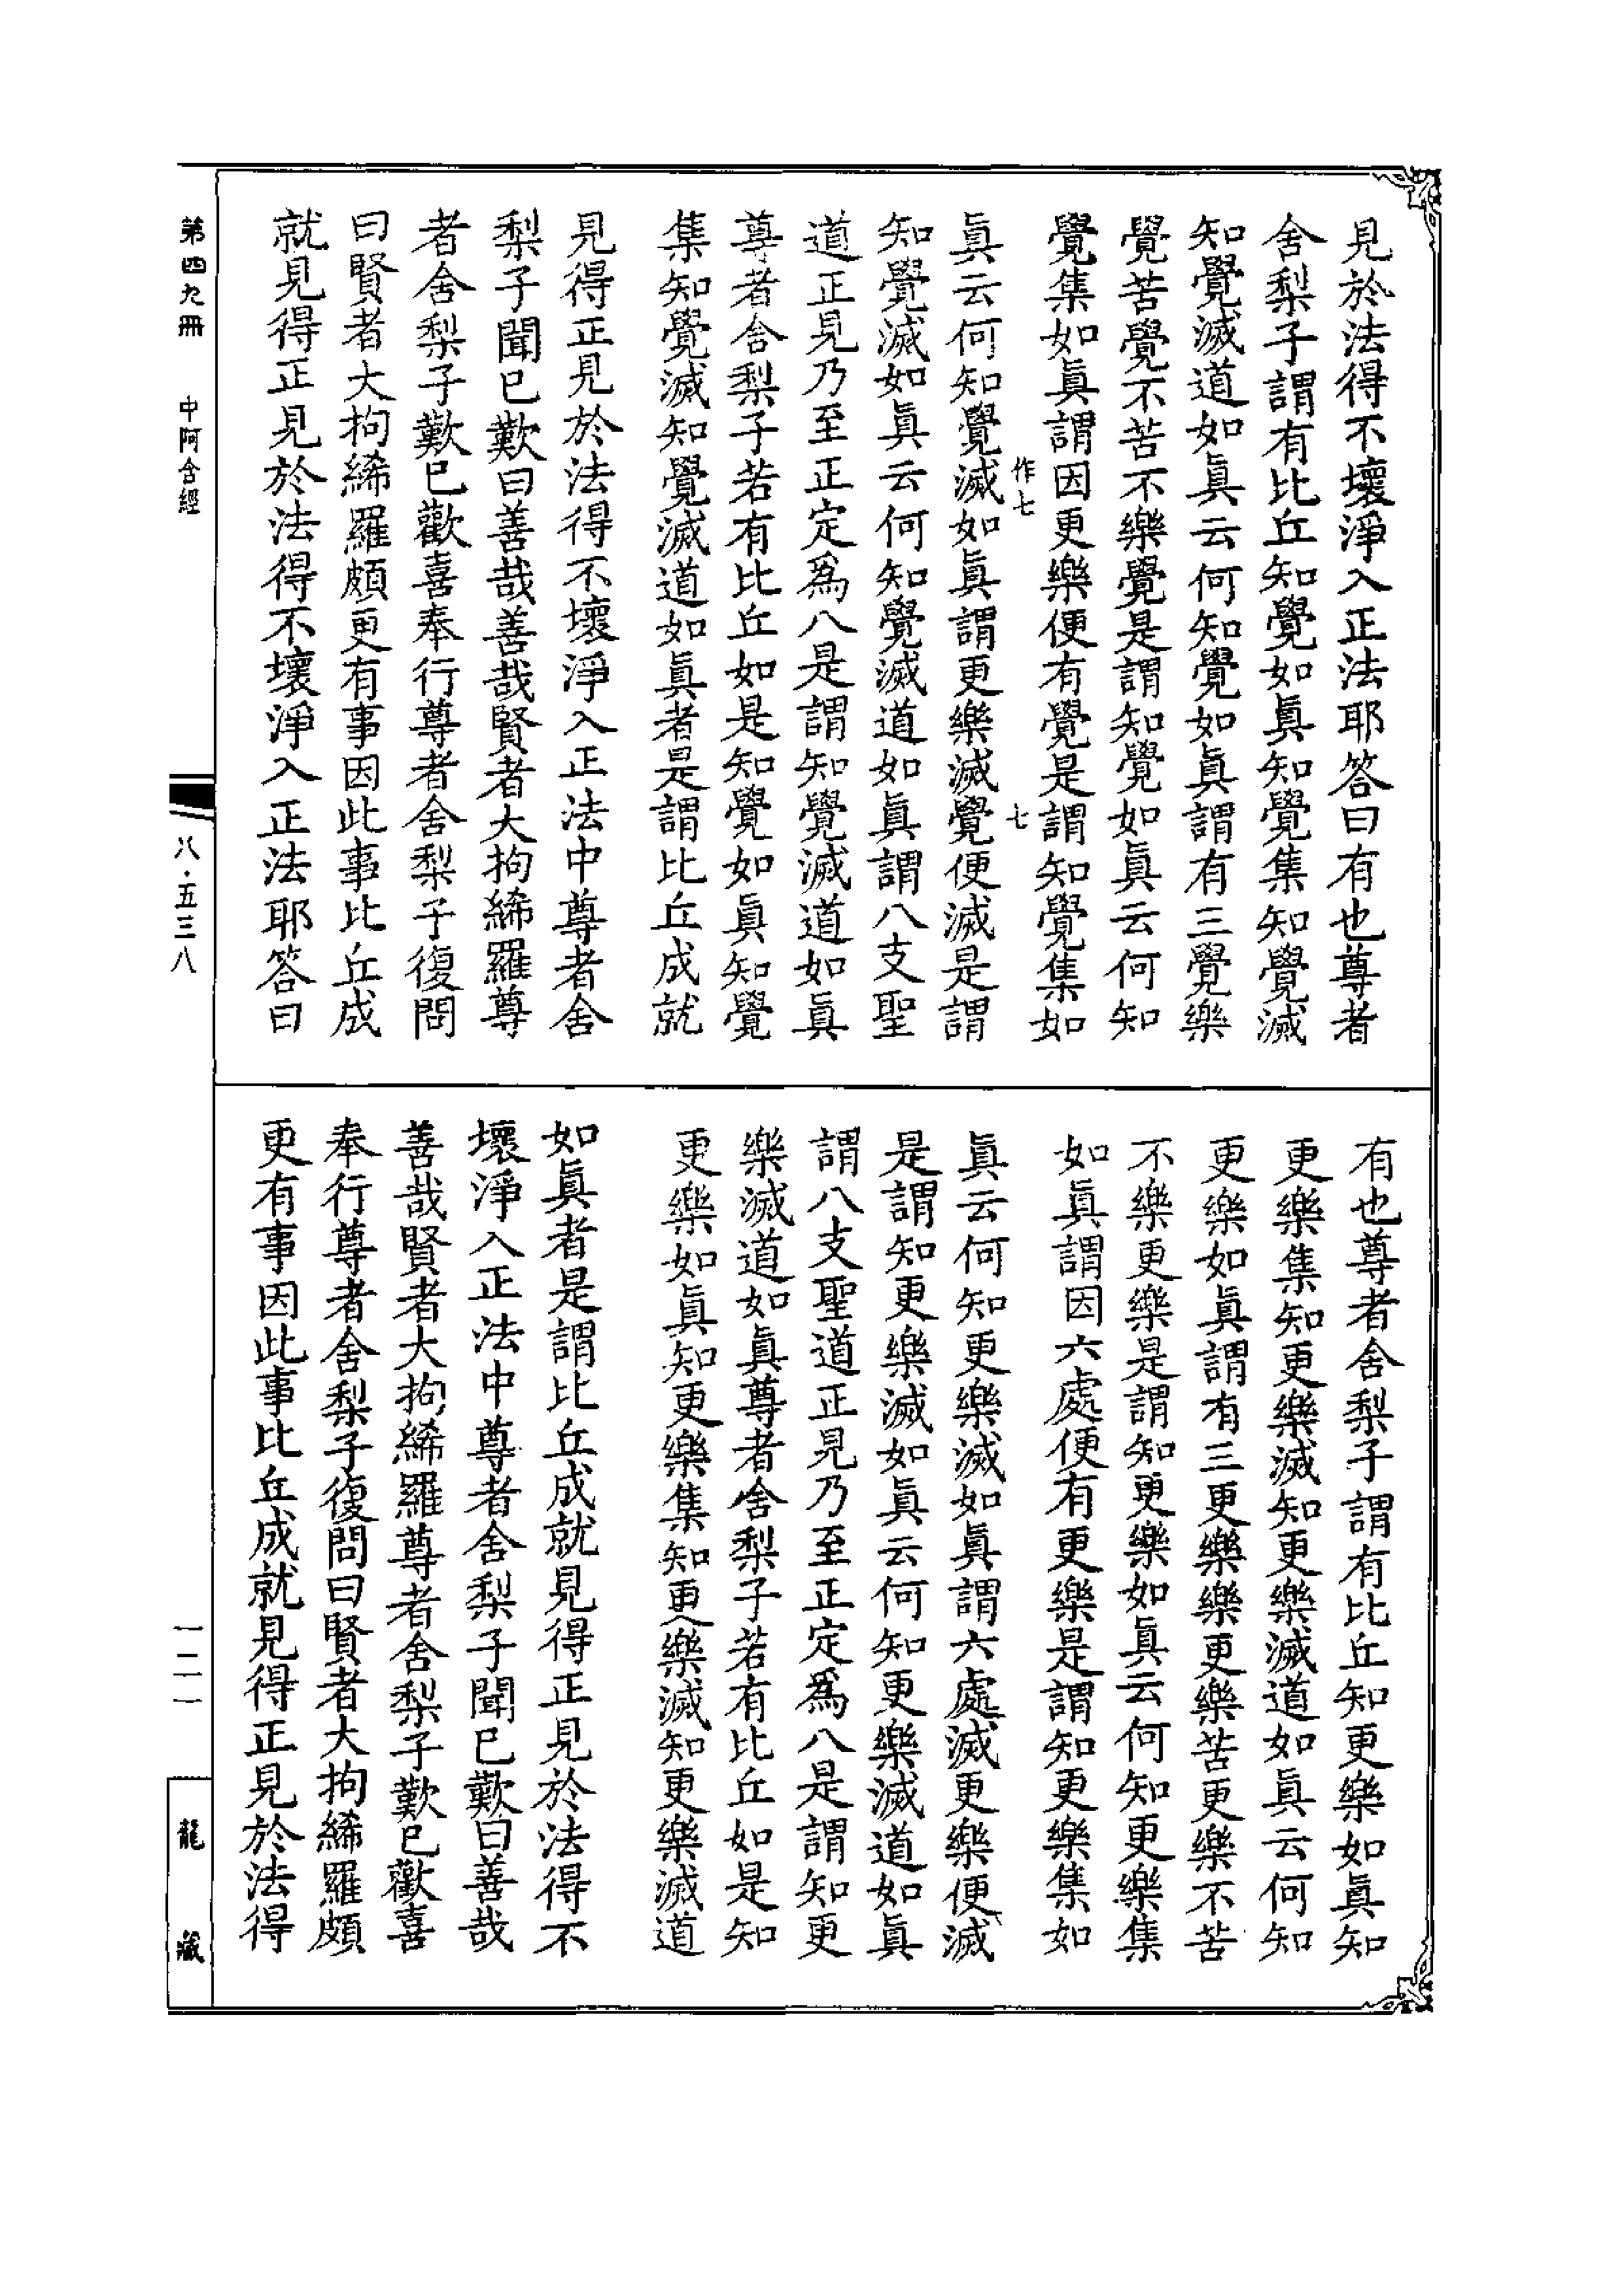 見於法得不壞淨入正法耶答曰有也尊者
舍梨子謂有比丘知覺如眞知覺集知覺滅
知覺滅道如眞云何知覺如眞謂有三覺樂
覺苦覺不苦不樂覺是謂知覺如眞云何知
覺集如眞謂因更樂便有覺是謂知覺集如
作七 七
眞云何知覺滅如眞謂更樂滅覺便滅是謂
知覺滅如眞云何知覺滅道如眞謂八支聖
道正見乃至正定爲八是謂知覺滅道如眞
尊者舍梨子若有比丘如是知覺如眞知覺
集知覺滅知覺滅道如眞者是謂比丘成就
見得正見於法得不壞淨入正法中尊者舍
梨子聞已歎曰善哉善哉賢者大拘絺羅尊
者舍梨子歎已歡喜奉行尊者舍梨子復問
曰賢者大拘絺羅頗更有事因此事比丘成
就見得正見於法得不壞淨入正法耶答曰
有也尊者舍梨子謂有比丘知更樂如眞知
更樂集知更樂滅知更樂滅道如眞云何知
更樂如眞謂有三更樂樂更樂苦更樂不苦
不樂更樂是謂知更樂如眞云何知更樂集
如眞謂因六處便有更樂是謂知更樂集如
眞云何知更樂滅如眞謂六處滅更樂便滅
是謂知更樂滅如眞云何知更樂滅道如眞
謂八支聖道正見乃至正定爲八是謂知更
樂滅道如眞尊者舍梨子若有比丘如是知
更樂如眞知更樂集知更樂滅知更樂滅道
如眞者是謂比丘成就見得正見於法得不
壞淨入正法中尊者舍梨子聞已歎曰善哉
善哉賢者大拘絺羅尊者舍梨子歎已歡喜
奉行尊者舍梨子復問曰賢者大拘絺羅頗
更有事因此事比丘成就見得正見於法得
第四九冊 中阿含經
八·五三八
一二一
龍藏